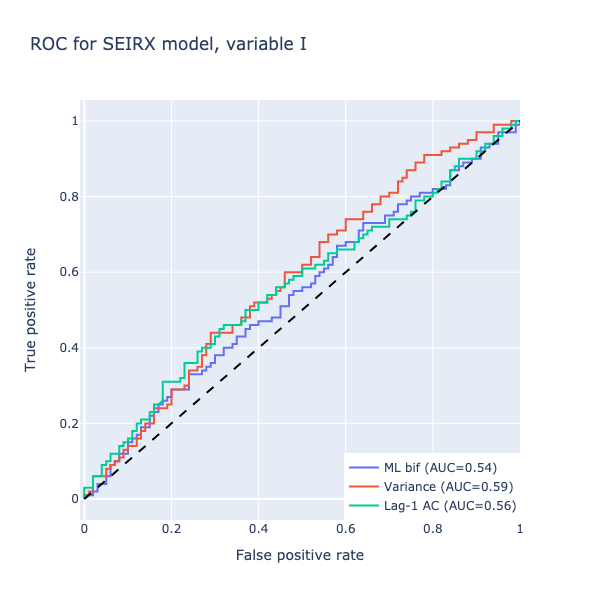 ROC for SEIRX model, variable I
True positive rate
1
0.8
0.6
0.4
0.2
0
0 0.2 0.4 0.6 0.8 1
False positive rate
ML bif (AUC=0.54)
Variance (AUC=0.59)
Lag-1 AC (AUC=0.56)